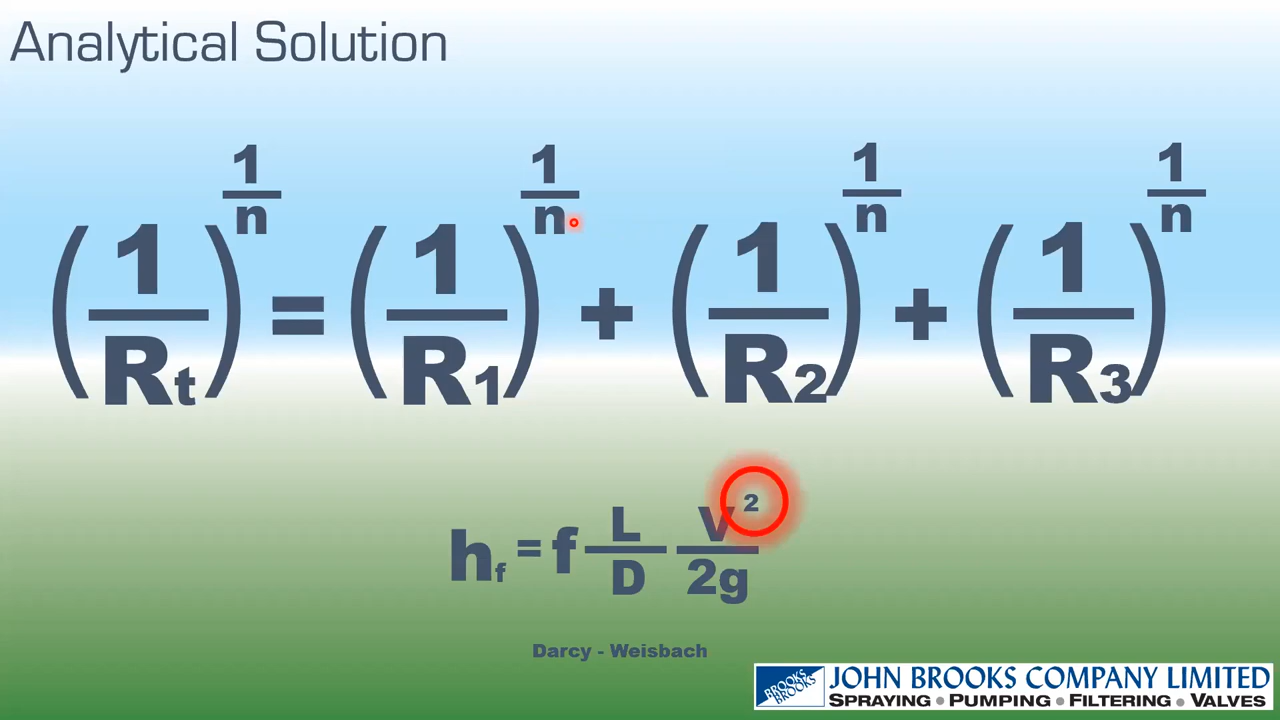 Analytical Solution
(1/Rt)^(1/n) = (1/R1)^(1/n) + (1/R2)^(1/n) + (1/R3)^(1/n)
hf = f L/D V²/2g
Darcy - Weisbach
BROOKS BROOKS
JOHN BROOKS COMPANY LIMITED
SPRAYING • PUMPING • FILTERING • VALVES